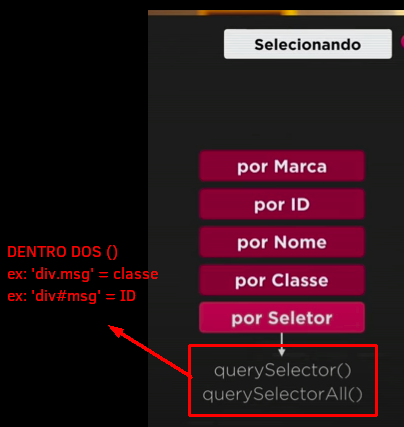 Selecionando
por Marca
por ID
por Nome
por Classe
por Seletor
DENTRO DOS ()
ex: 'div.msg' = classe
ex: 'div#msg' = ID
querySelector()
querySelectorAll()